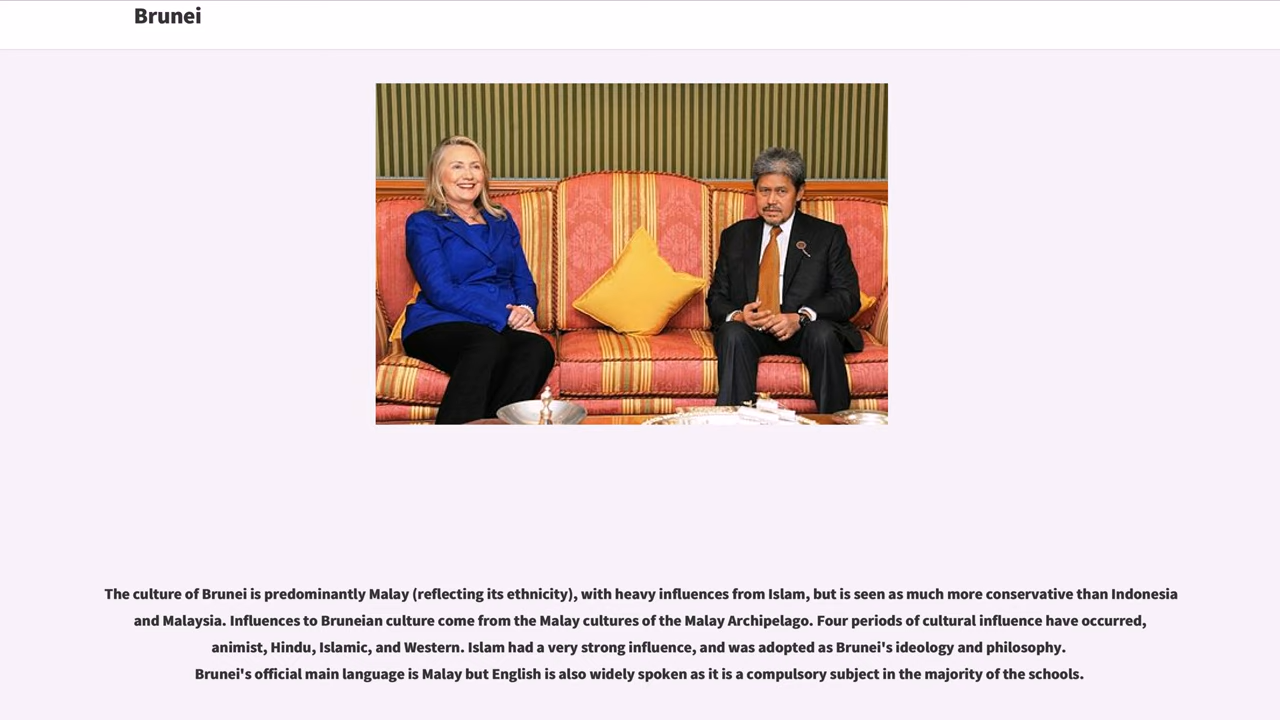 Brunei
The culture of Brunei is predominantly Malay (reflecting its ethnicity), with heavy influences from Islam, but is seen as much more conservative than Indonesia
and Malaysia. Influences to Bruneian culture come from the Malay cultures of the Malay Archipelago. Four periods of cultural influence have occurred,
animist, Hindu, Islamic, and Western. Islam had a very strong influence, and was adopted as Brunei's ideology and philosophy.
Brunei's official main language is Malay but English is also widely spoken as it is a compulsory subject in the majority of the schools.